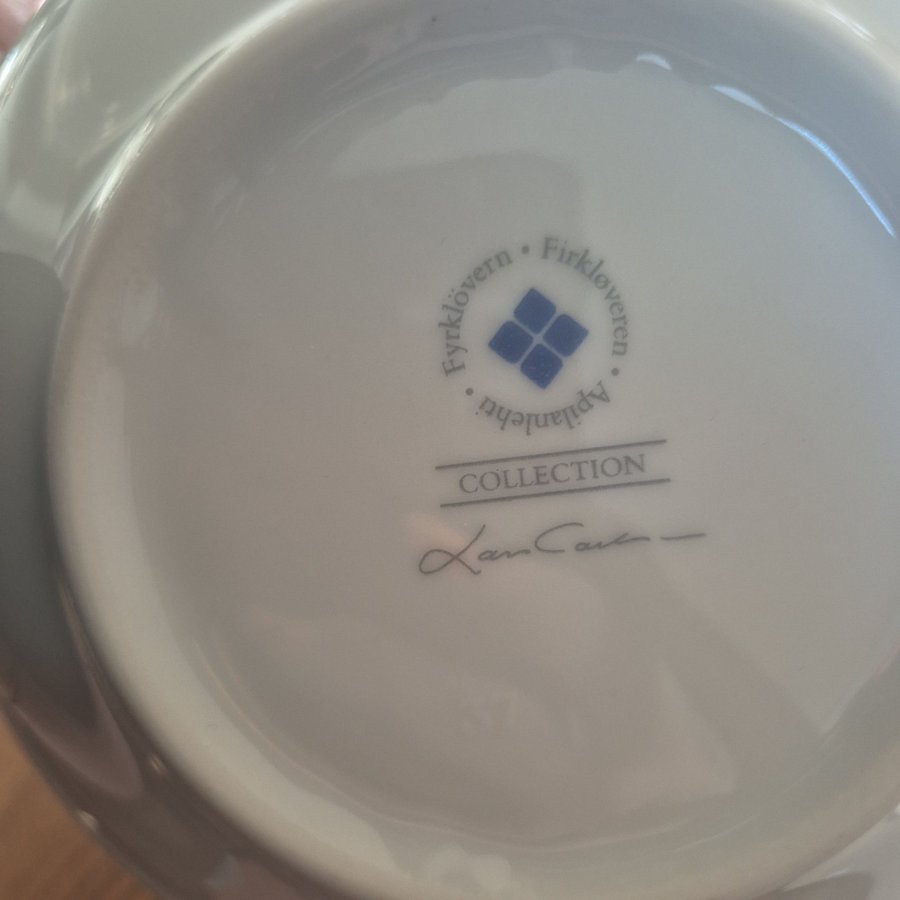 Fyrklövern • Firkløveren • Apilanlehti •
COLLECTION